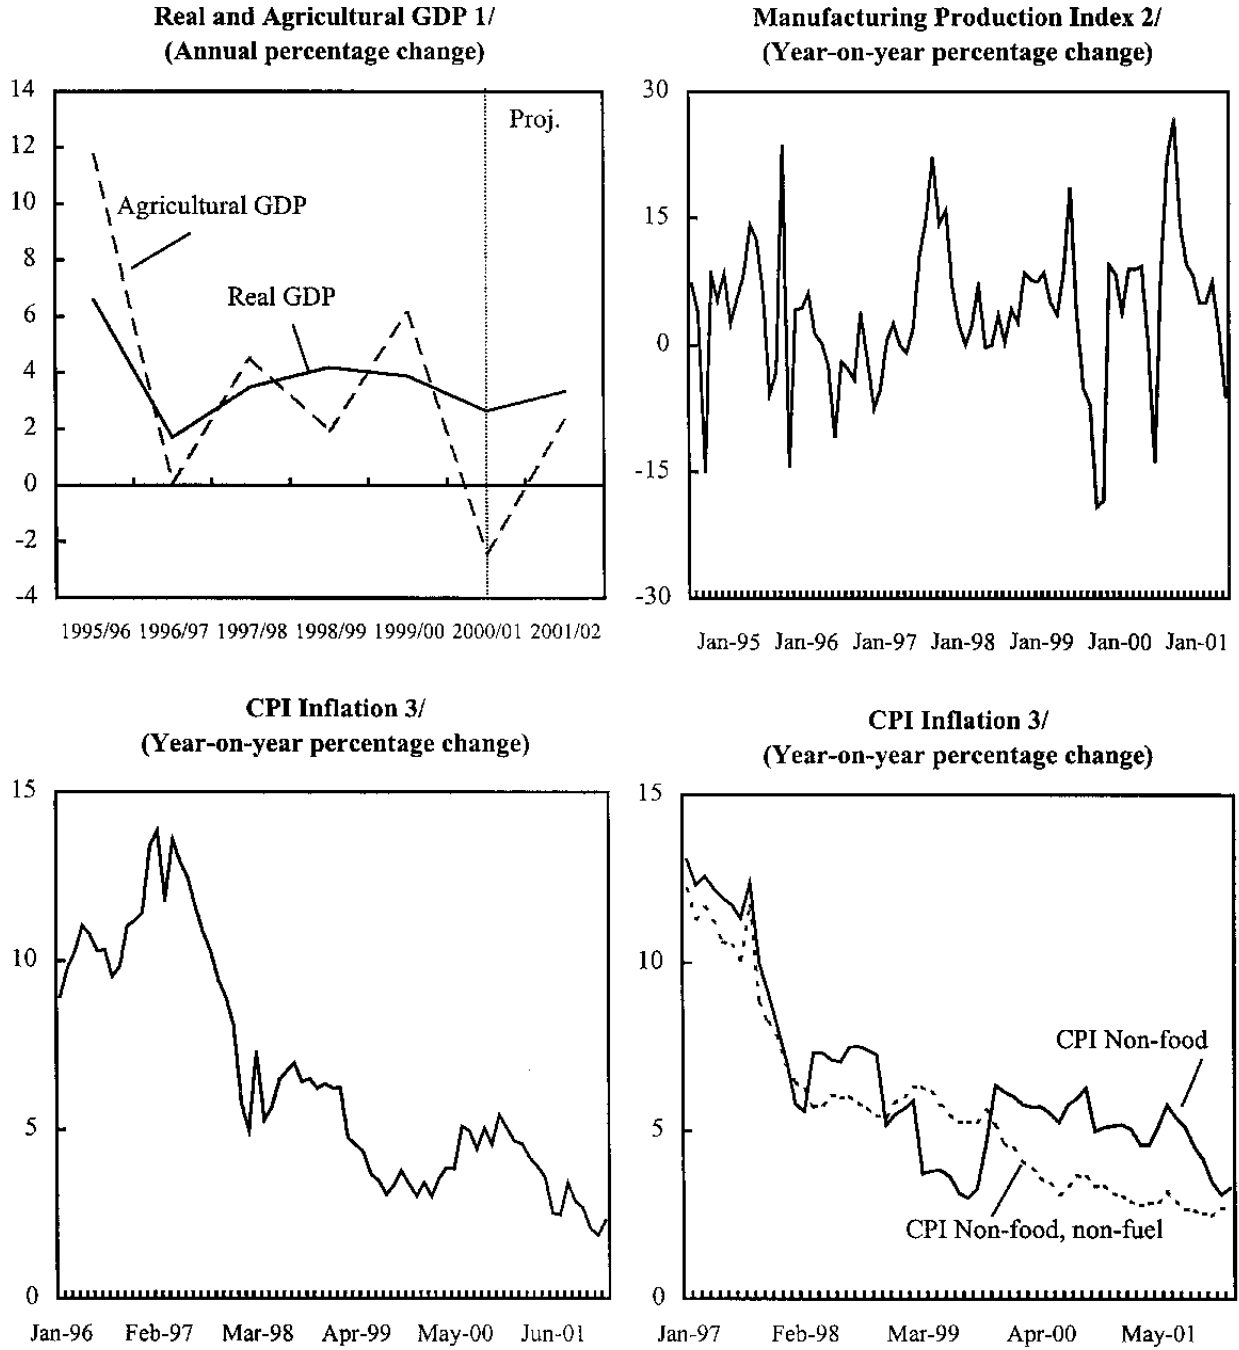 Real and Agricultural GDP 1/
(Annual percentage change)
14
12
10
8
6
4
2
0
-2
-4
Proj.
Agricultural GDP
Real GDP
1995/96 1996/97 1997/98 1998/99 1999/00 2000/01 2001/02
Manufacturing Production Index 2/
(Year-on-year percentage change)
30
15
0
-15
-30
Jan-95 Jan-96 Jan-97 Jan-98 Jan-99 Jan-00 Jan-01
CPI Inflation 3/
(Year-on-year percentage change)
15
10
5
0
Jan-96 Feb-97 Mar-98 Apr-99 May-00 Jun-01
CPI Inflation 3/
(Year-on-year percentage change)
15
10
5
0
CPI Non-food
CPI Non-food, non-fuel
Jan-97 Feb-98 Mar-99 Apr-00 May-01